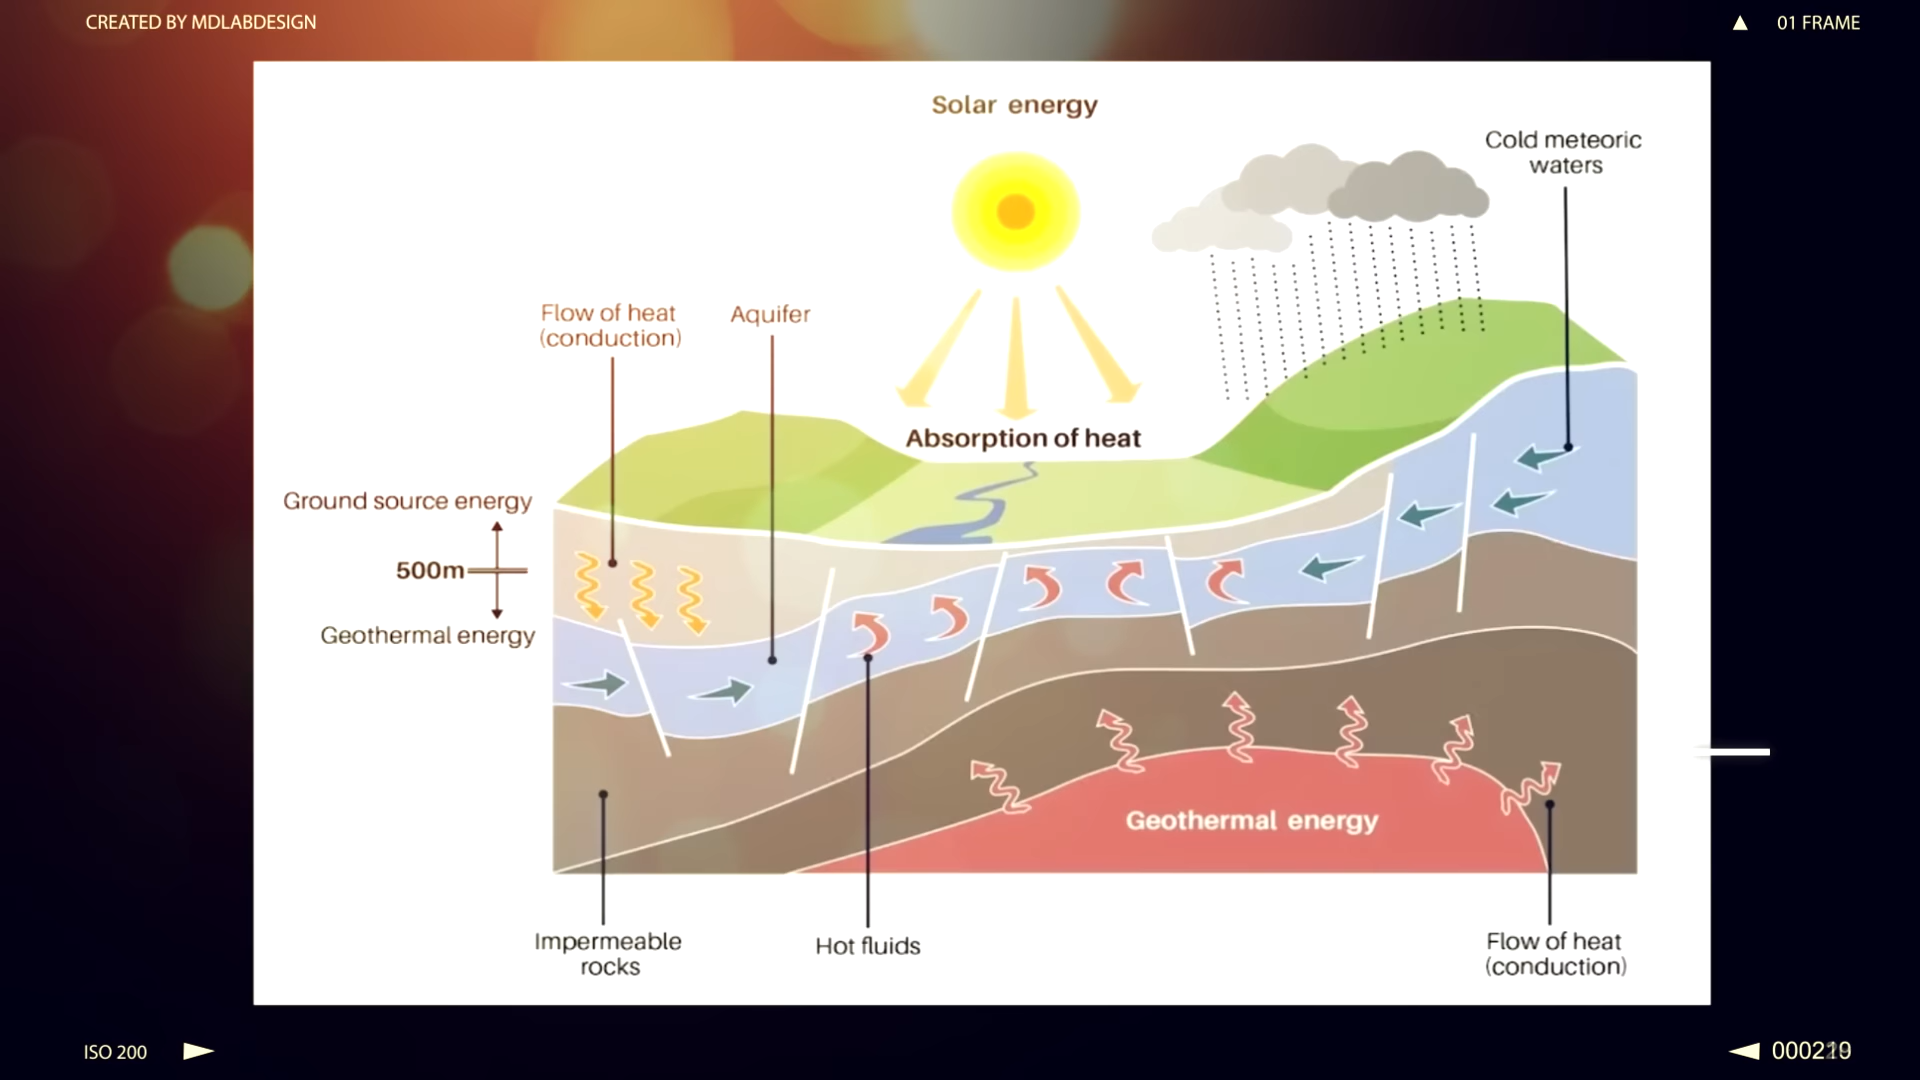 CREATED BY MDLABDESIGN
01 FRAME
Solar energy
Cold meteoric
waters
Flow of heat
(conduction)
Aquifer
Absorption of heat
Ground source energy
500m
Geothermal energy
Geothermal energy
Impermeable
rocks
Hot fluids
Flow of heat
(conduction)
ISO 200